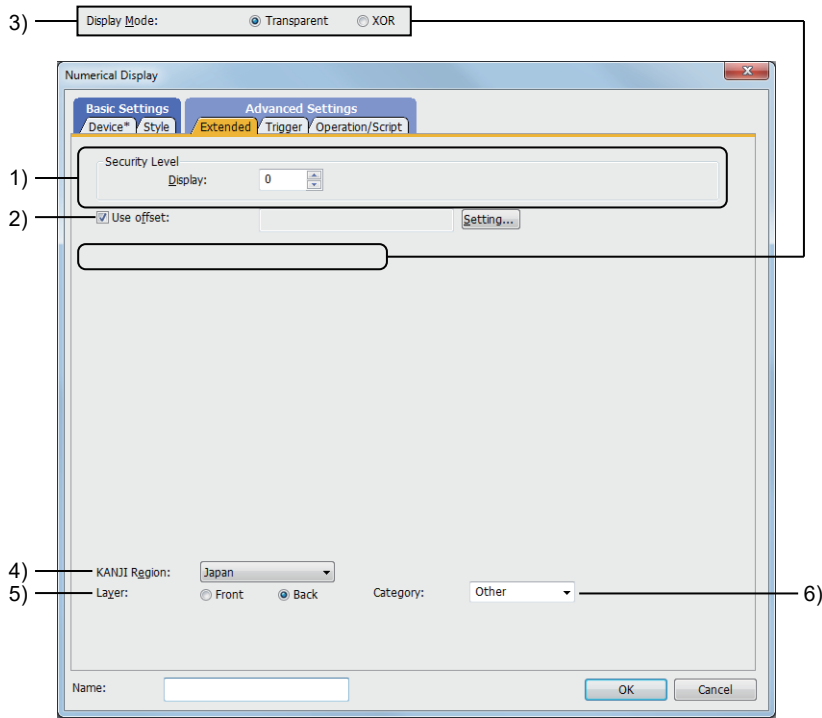 3) Display Mode: Transparent XOR
Numerical Display
Basic Settings Advanced Settings
Device* Style Extended Trigger Operation/Script
Security Level
1) Display: 0
2) Use offset: Setting...
4) KANJI Region: Japan
5) Layer: Front Back Category: Other 6)
Name: OK Cancel